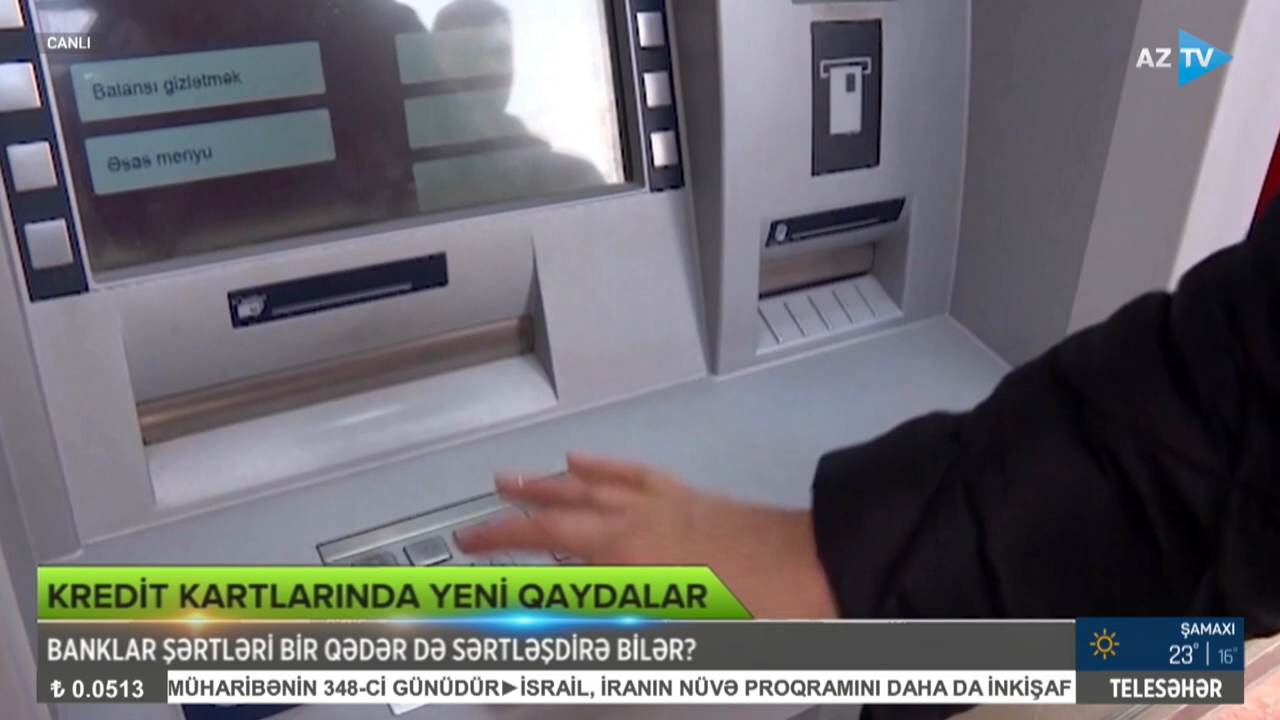 CANLI
AZ TV
Balansı gizlətmək
Əsas menyu
KREDİT KARTLARINDA YENİ QAYDALAR
BANKLAR ŞƏRTLƏRİ BİR QƏDƏR DƏ SƏRTLƏŞDİRƏ BİLƏR?
ŞAMAXI
23° | 16°
₺ 0.0513
MÜHARİBƏNİN 348-Cİ GÜNÜDÜR►İSRAİL, İRANIN NÜVƏ PROQRAMINI DAHA DA İNKİŞAF
TELESƏHƏR